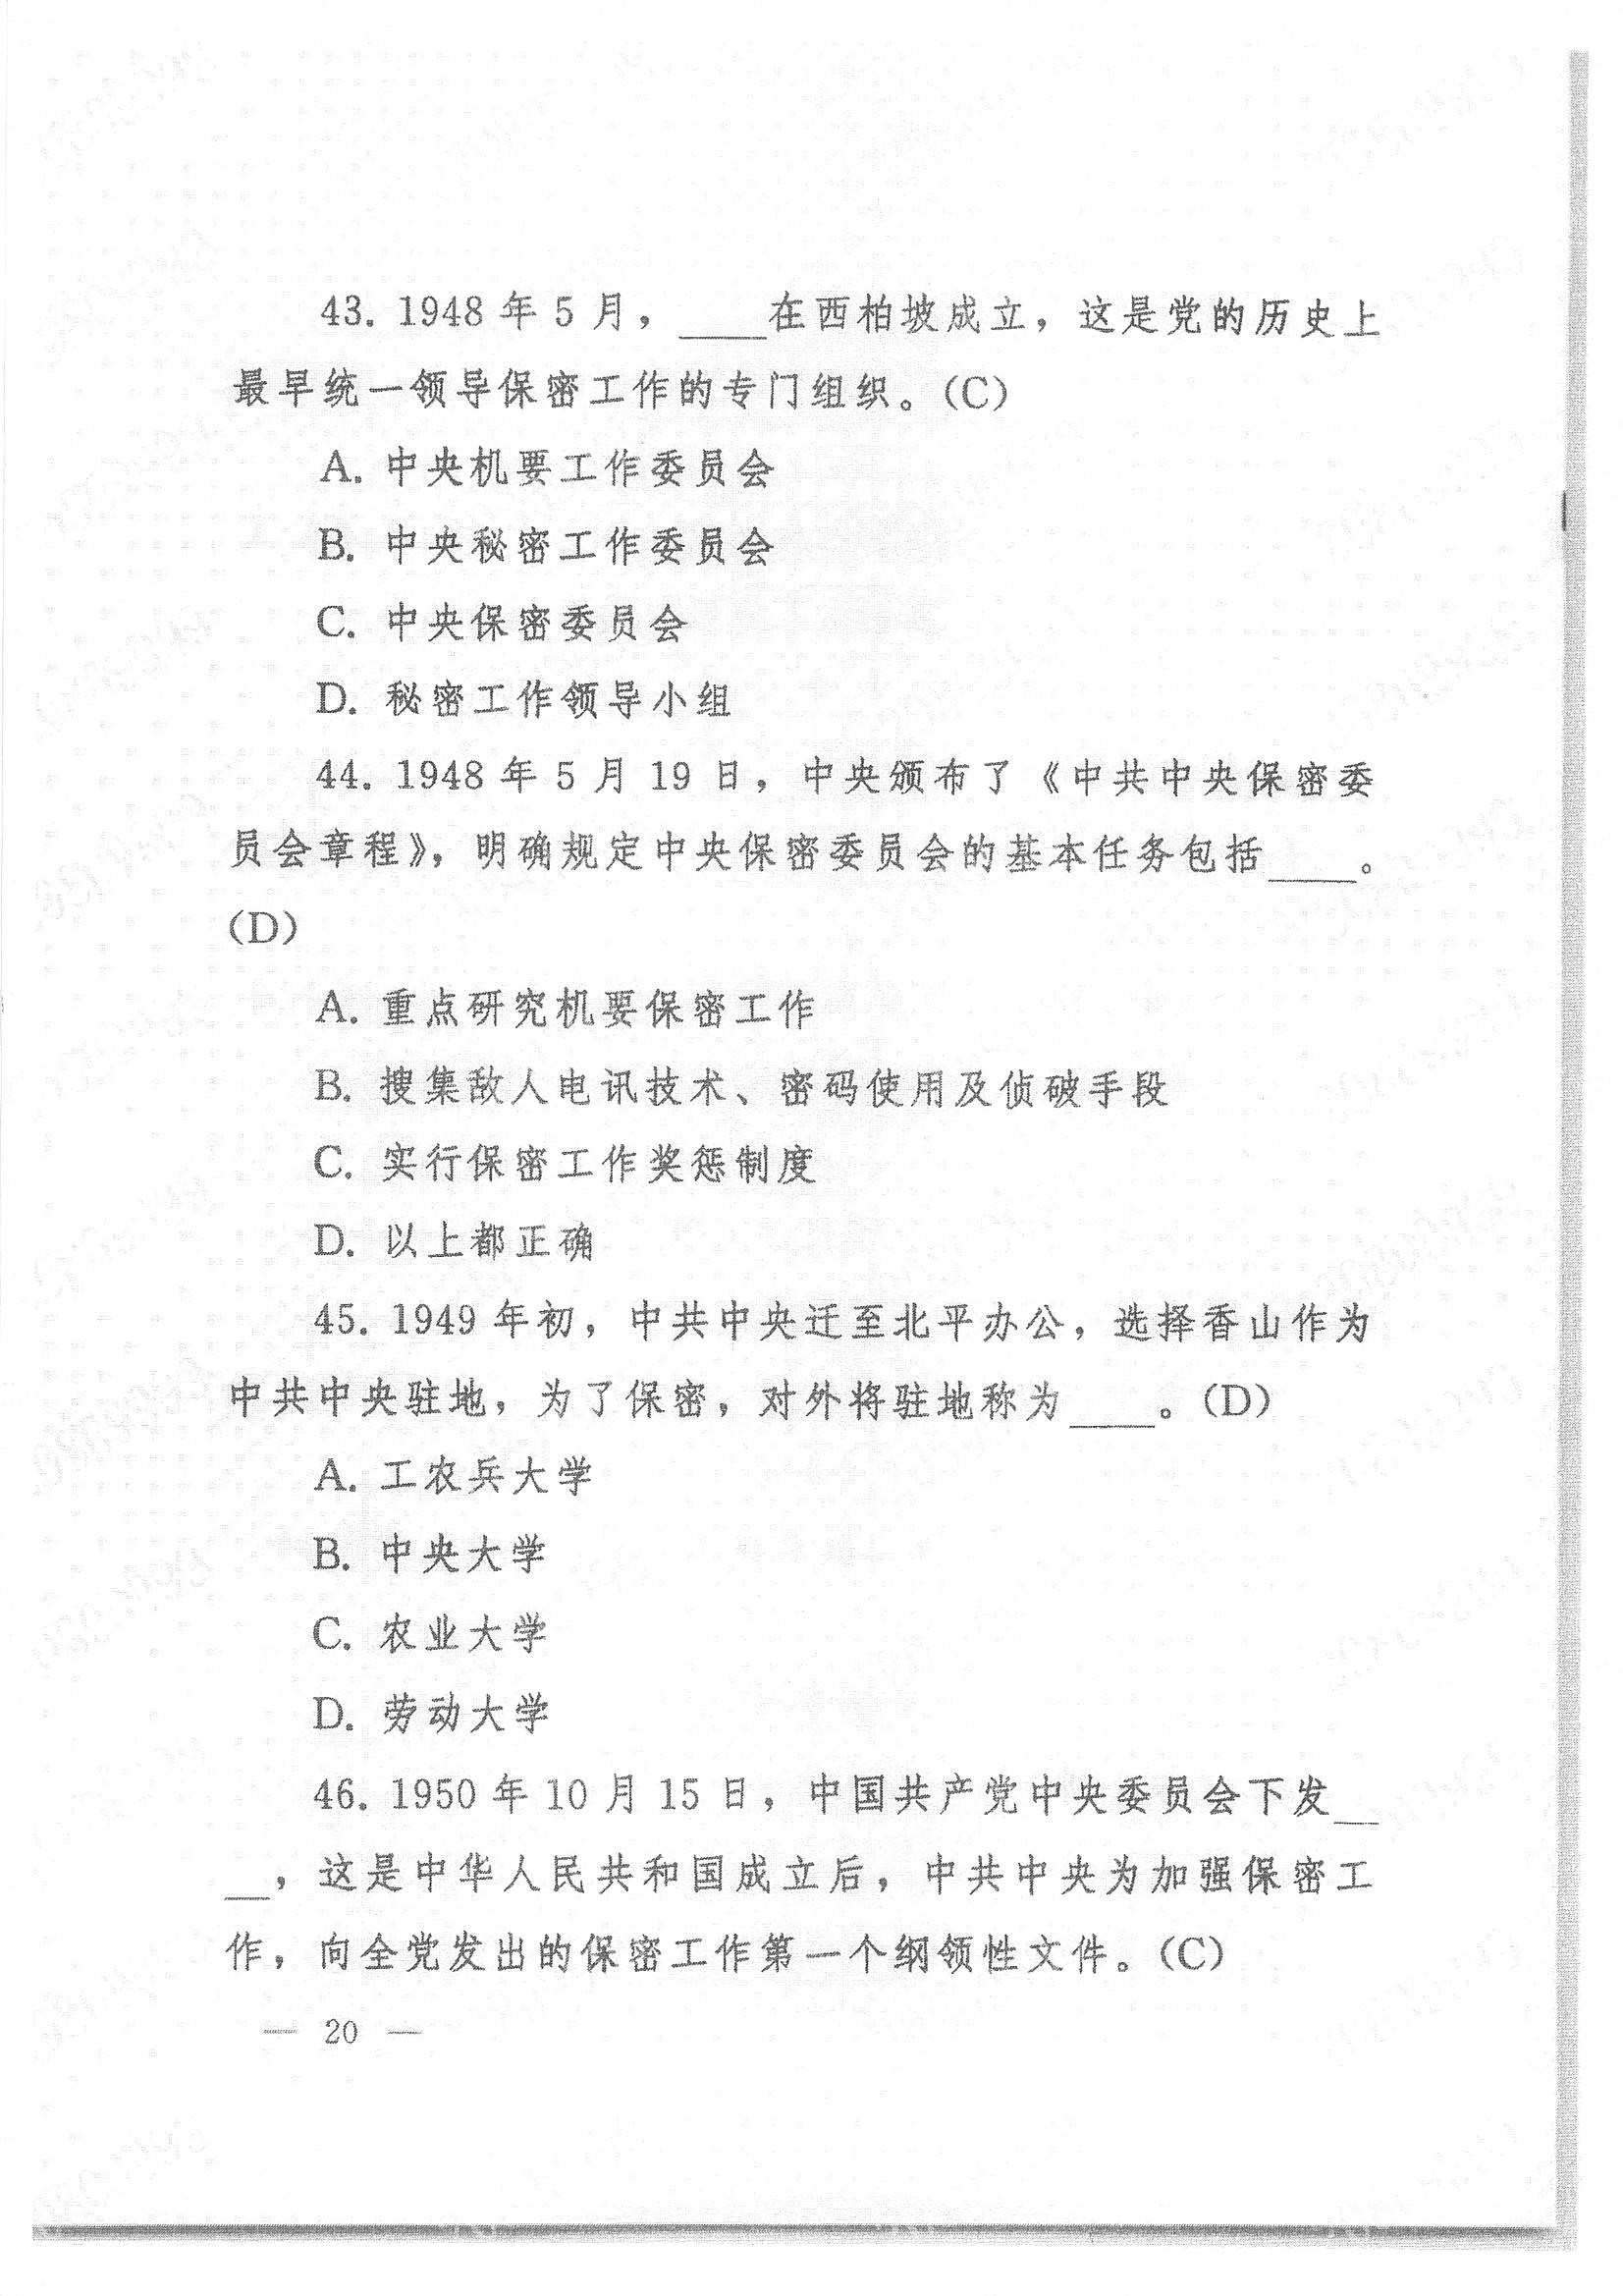 43. 1948 年 5 月，____在西柏坡成立，这是党的历史上
最早统一领导保密工作的专门组织。(C)
A. 中央机要工作委员会
B. 中央秘密工作委员会
C. 中央保密委员会
D. 秘密工作领导小组
44. 1948 年 5 月 19 日，中央颁布了《中共中央保密委
员会章程》，明确规定中央保密委员会的基本任务包括____。
(D)
A. 重点研究机要保密工作
B. 搜集敌人电讯技术、密码使用及侦破手段
C. 实行保密工作奖惩制度
D. 以上都正确
45. 1949 年初，中共中央迁至北平办公，选择香山作为
中共中央驻地，为了保密，对外将驻地称为____。(D)
A. 工农兵大学
B. 中央大学
C. 农业大学
D. 劳动大学
46. 1950 年 10 月 15 日，中国共产党中央委员会下发__
__，这是中华人民共和国成立后，中共中央为加强保密工
作，向全党发出的保密工作第一个纲领性文件。(C)
— 20 —